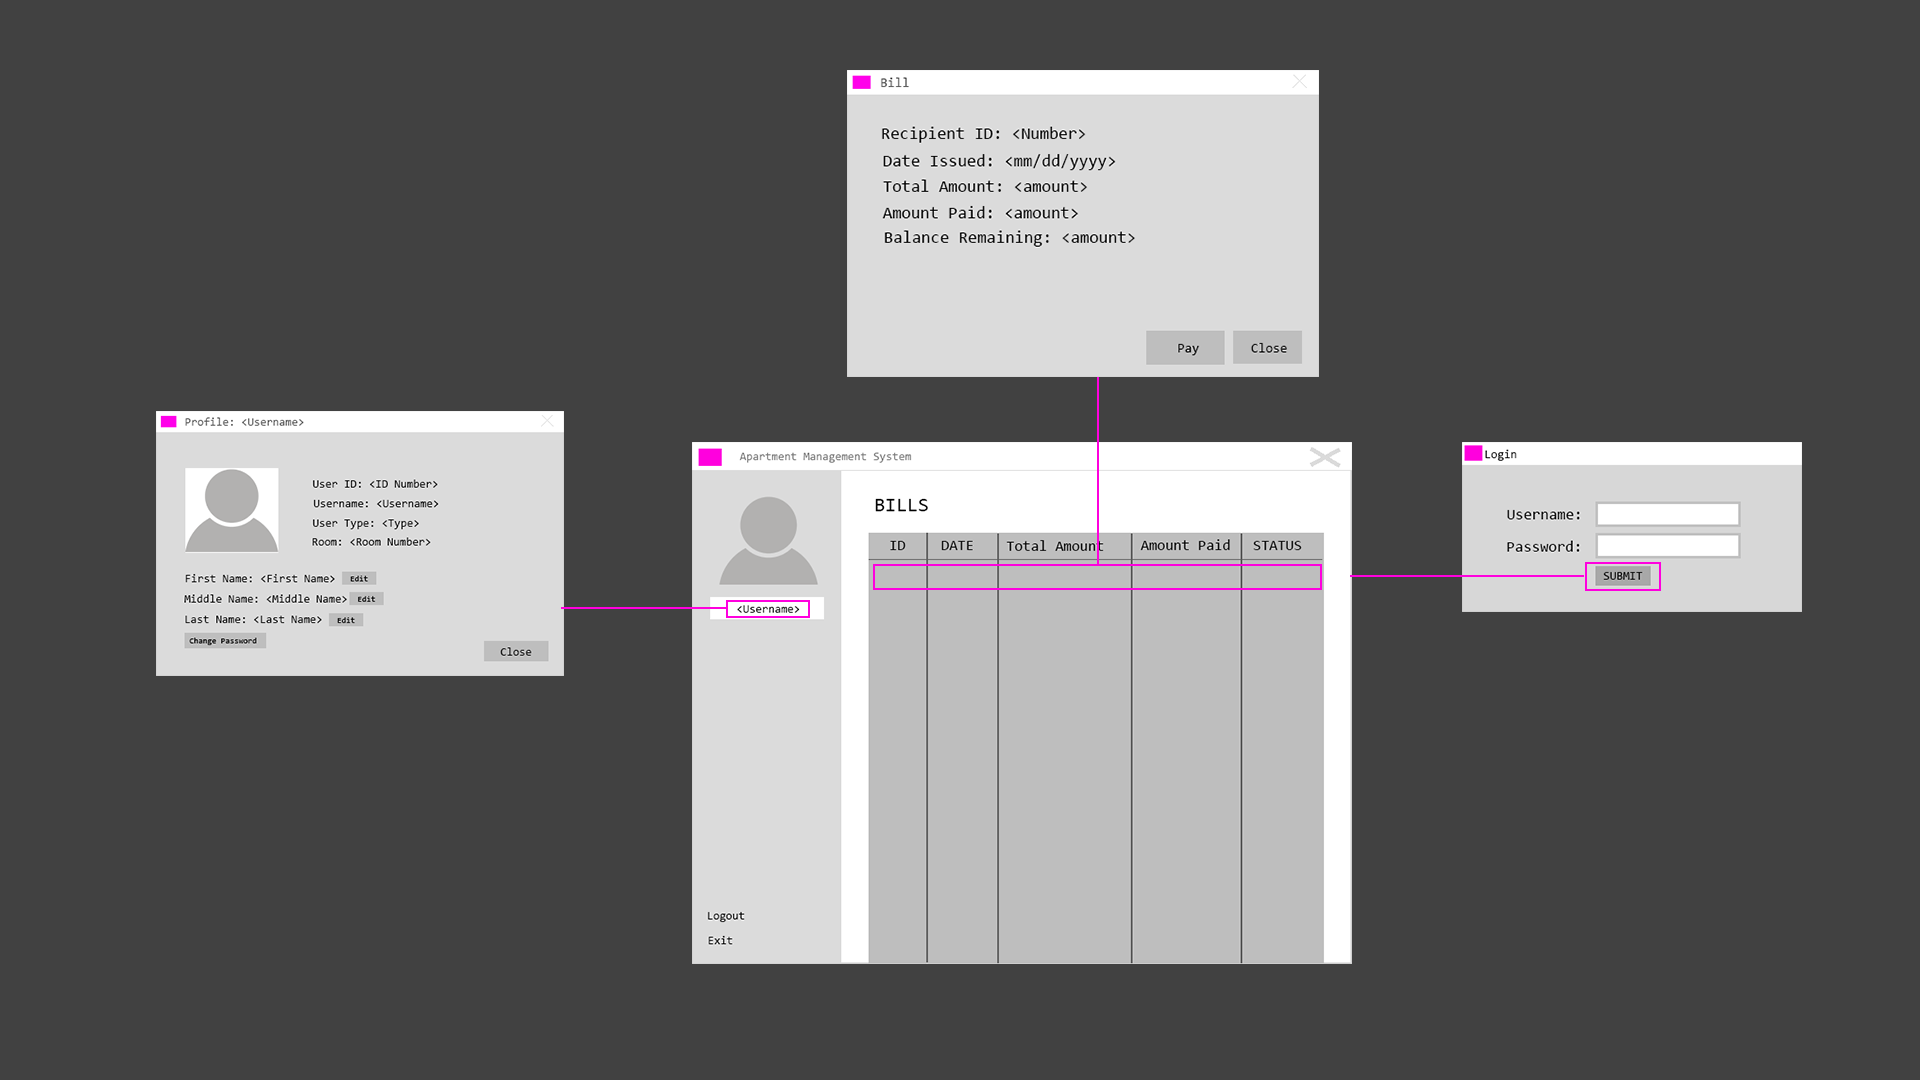 Bill
Recipient ID: <Number>
Date Issued: <mm/dd/yyyy>
Total Amount: <amount>
Amount Paid: <amount>
Balance Remaining: <amount>
Pay
Close
Profile: <Username>
User ID: <ID Number>
Username: <Username>
User Type: <Type>
Room: <Room Number>
First Name: <First Name> Edit
Middle Name: <Middle Name> Edit
Last Name: <Last Name> Edit
Change Password
Close
Apartment Management System
<Username>
Logout
Exit
BILLS
ID DATE Total Amount Amount Paid STATUS
Login
Username:
Password:
SUBMIT